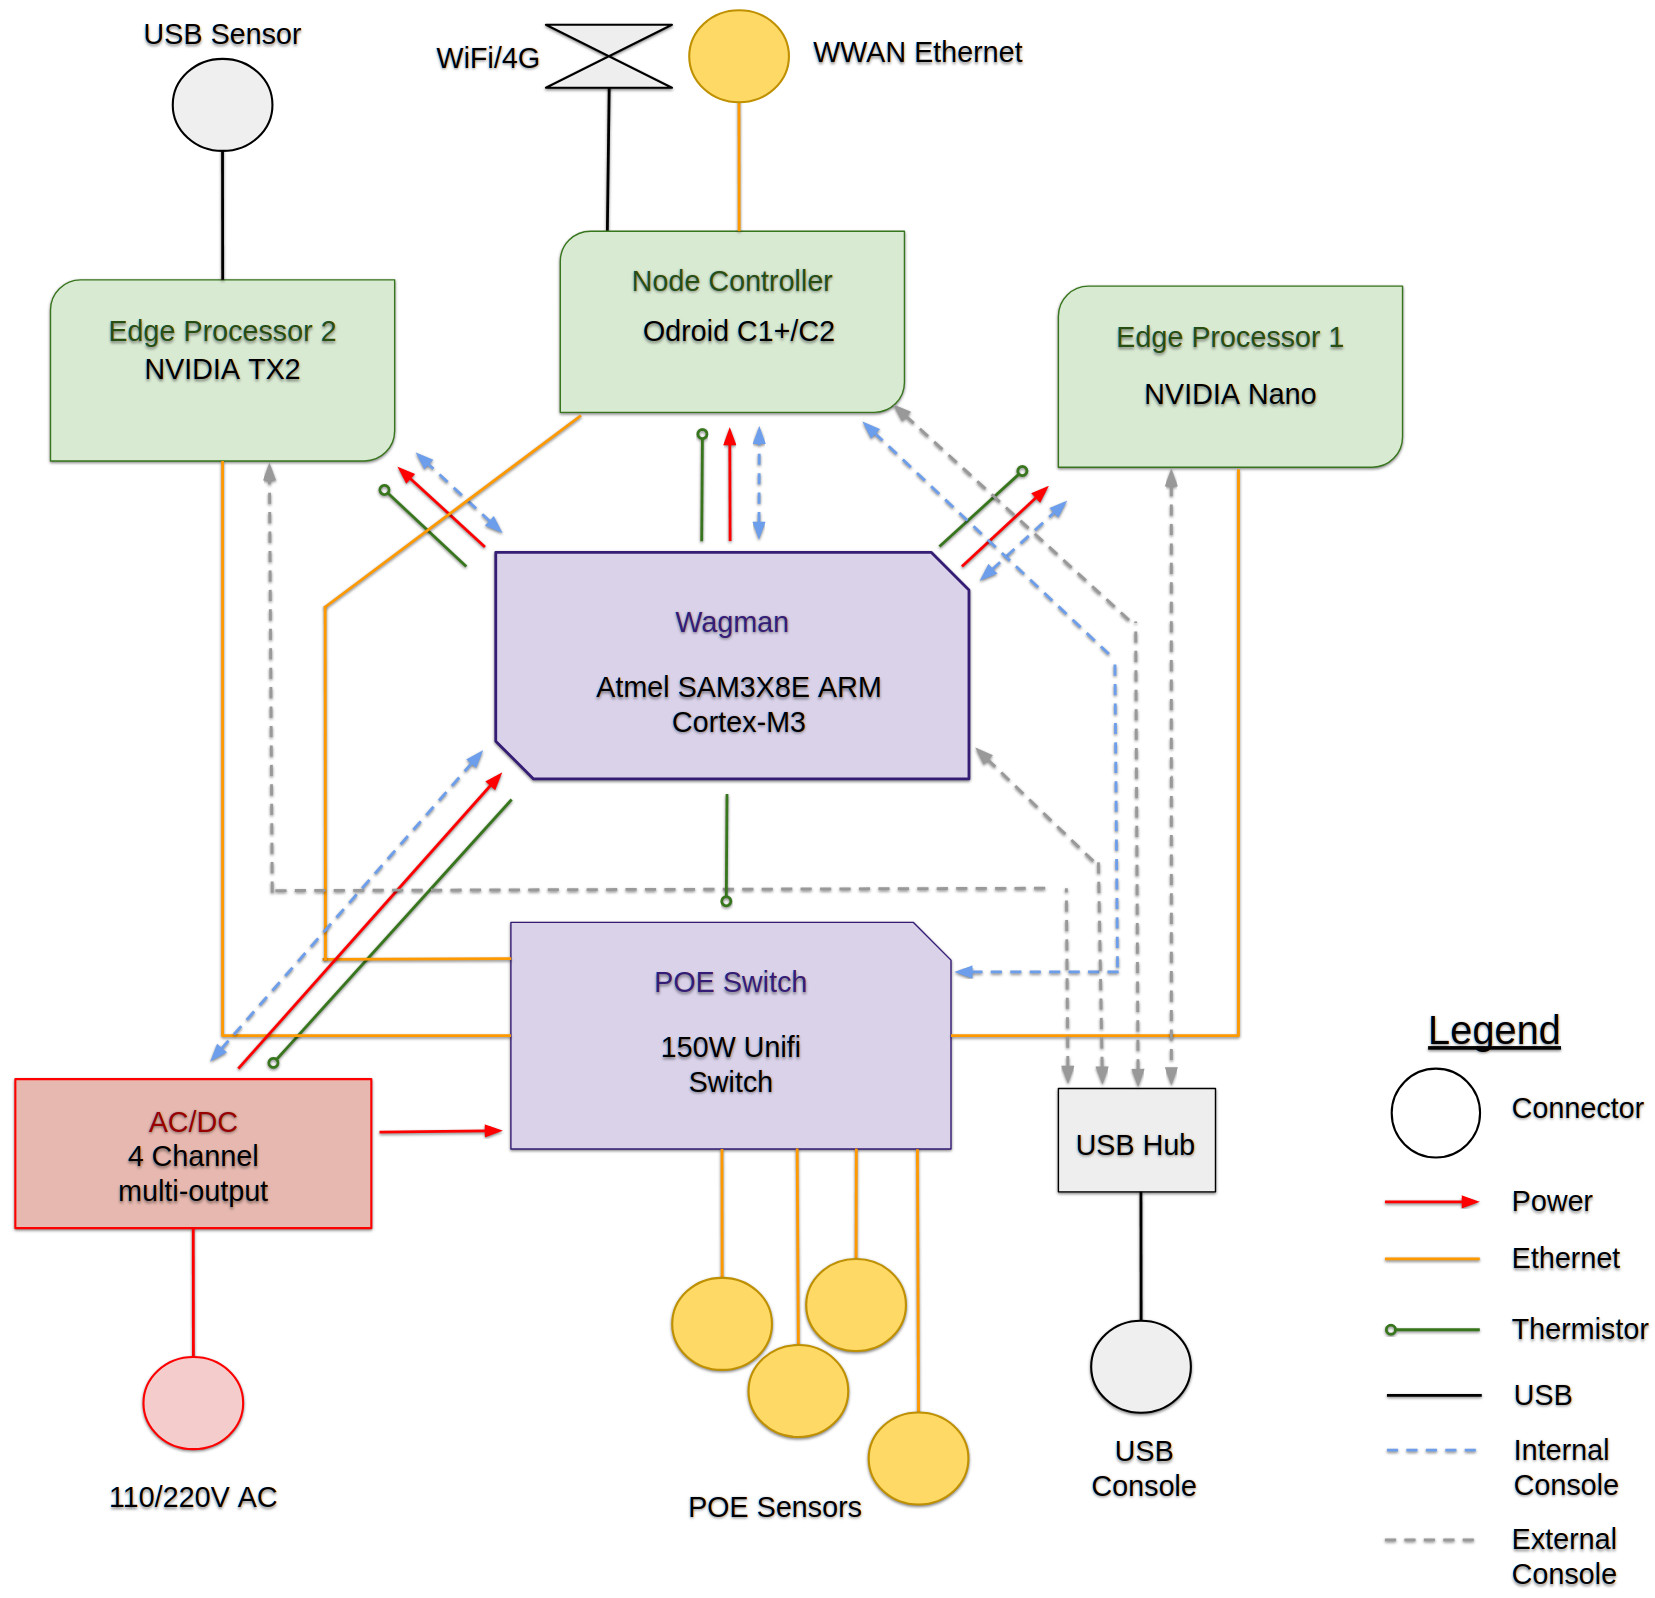 USB Sensor
WiFi/4G
WWAN Ethernet
Edge Processor 2
NVIDIA TX2
Node Controller
Odroid C1+/C2
Edge Processor 1
NVIDIA Nano
Wagman
Atmel SAM3X8E ARM
Cortex-M3
POE Switch
150W Unifi
Switch
AC/DC
4 Channel
multi-output
USB Hub
110/220V AC
POE Sensors
USB
Console
Legend
Connector
Power
Ethernet
Thermistor
USB
Internal
Console
External
Console